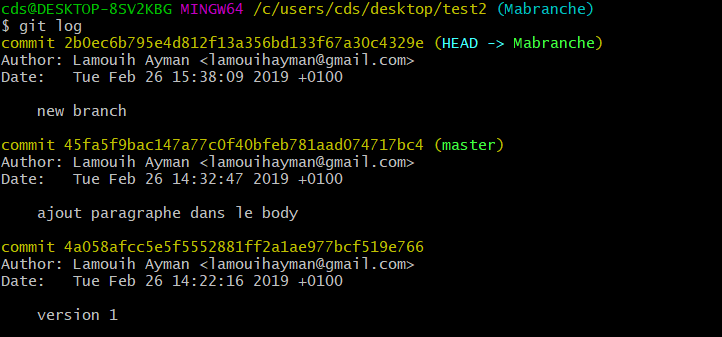 cds@DESKTOP-8SV2KBG MINGW64 /c/users/cds/desktop/test2 (Mabranche)
$ git log
commit 2b0ec6b795e4d812f13a356bd133f67a30c4329e (HEAD -> Mabranche)
Author: Lamouih Ayman <lamouihayman@gmail.com>
Date:   Tue Feb 26 15:38:09 2019 +0100
    new branch
commit 45fa5f9bac147a77c0f40bfeb781aad074717bc4 (master)
Author: Lamouih Ayman <lamouihayman@gmail.com>
Date:   Tue Feb 26 14:32:47 2019 +0100
    ajout paragraphe dans le body
commit 4a058afcc5e5f5552881ff2a1ae977bcf519e766
Author: Lamouih Ayman <lamouihayman@gmail.com>
Date:   Tue Feb 26 14:22:16 2019 +0100
    version 1